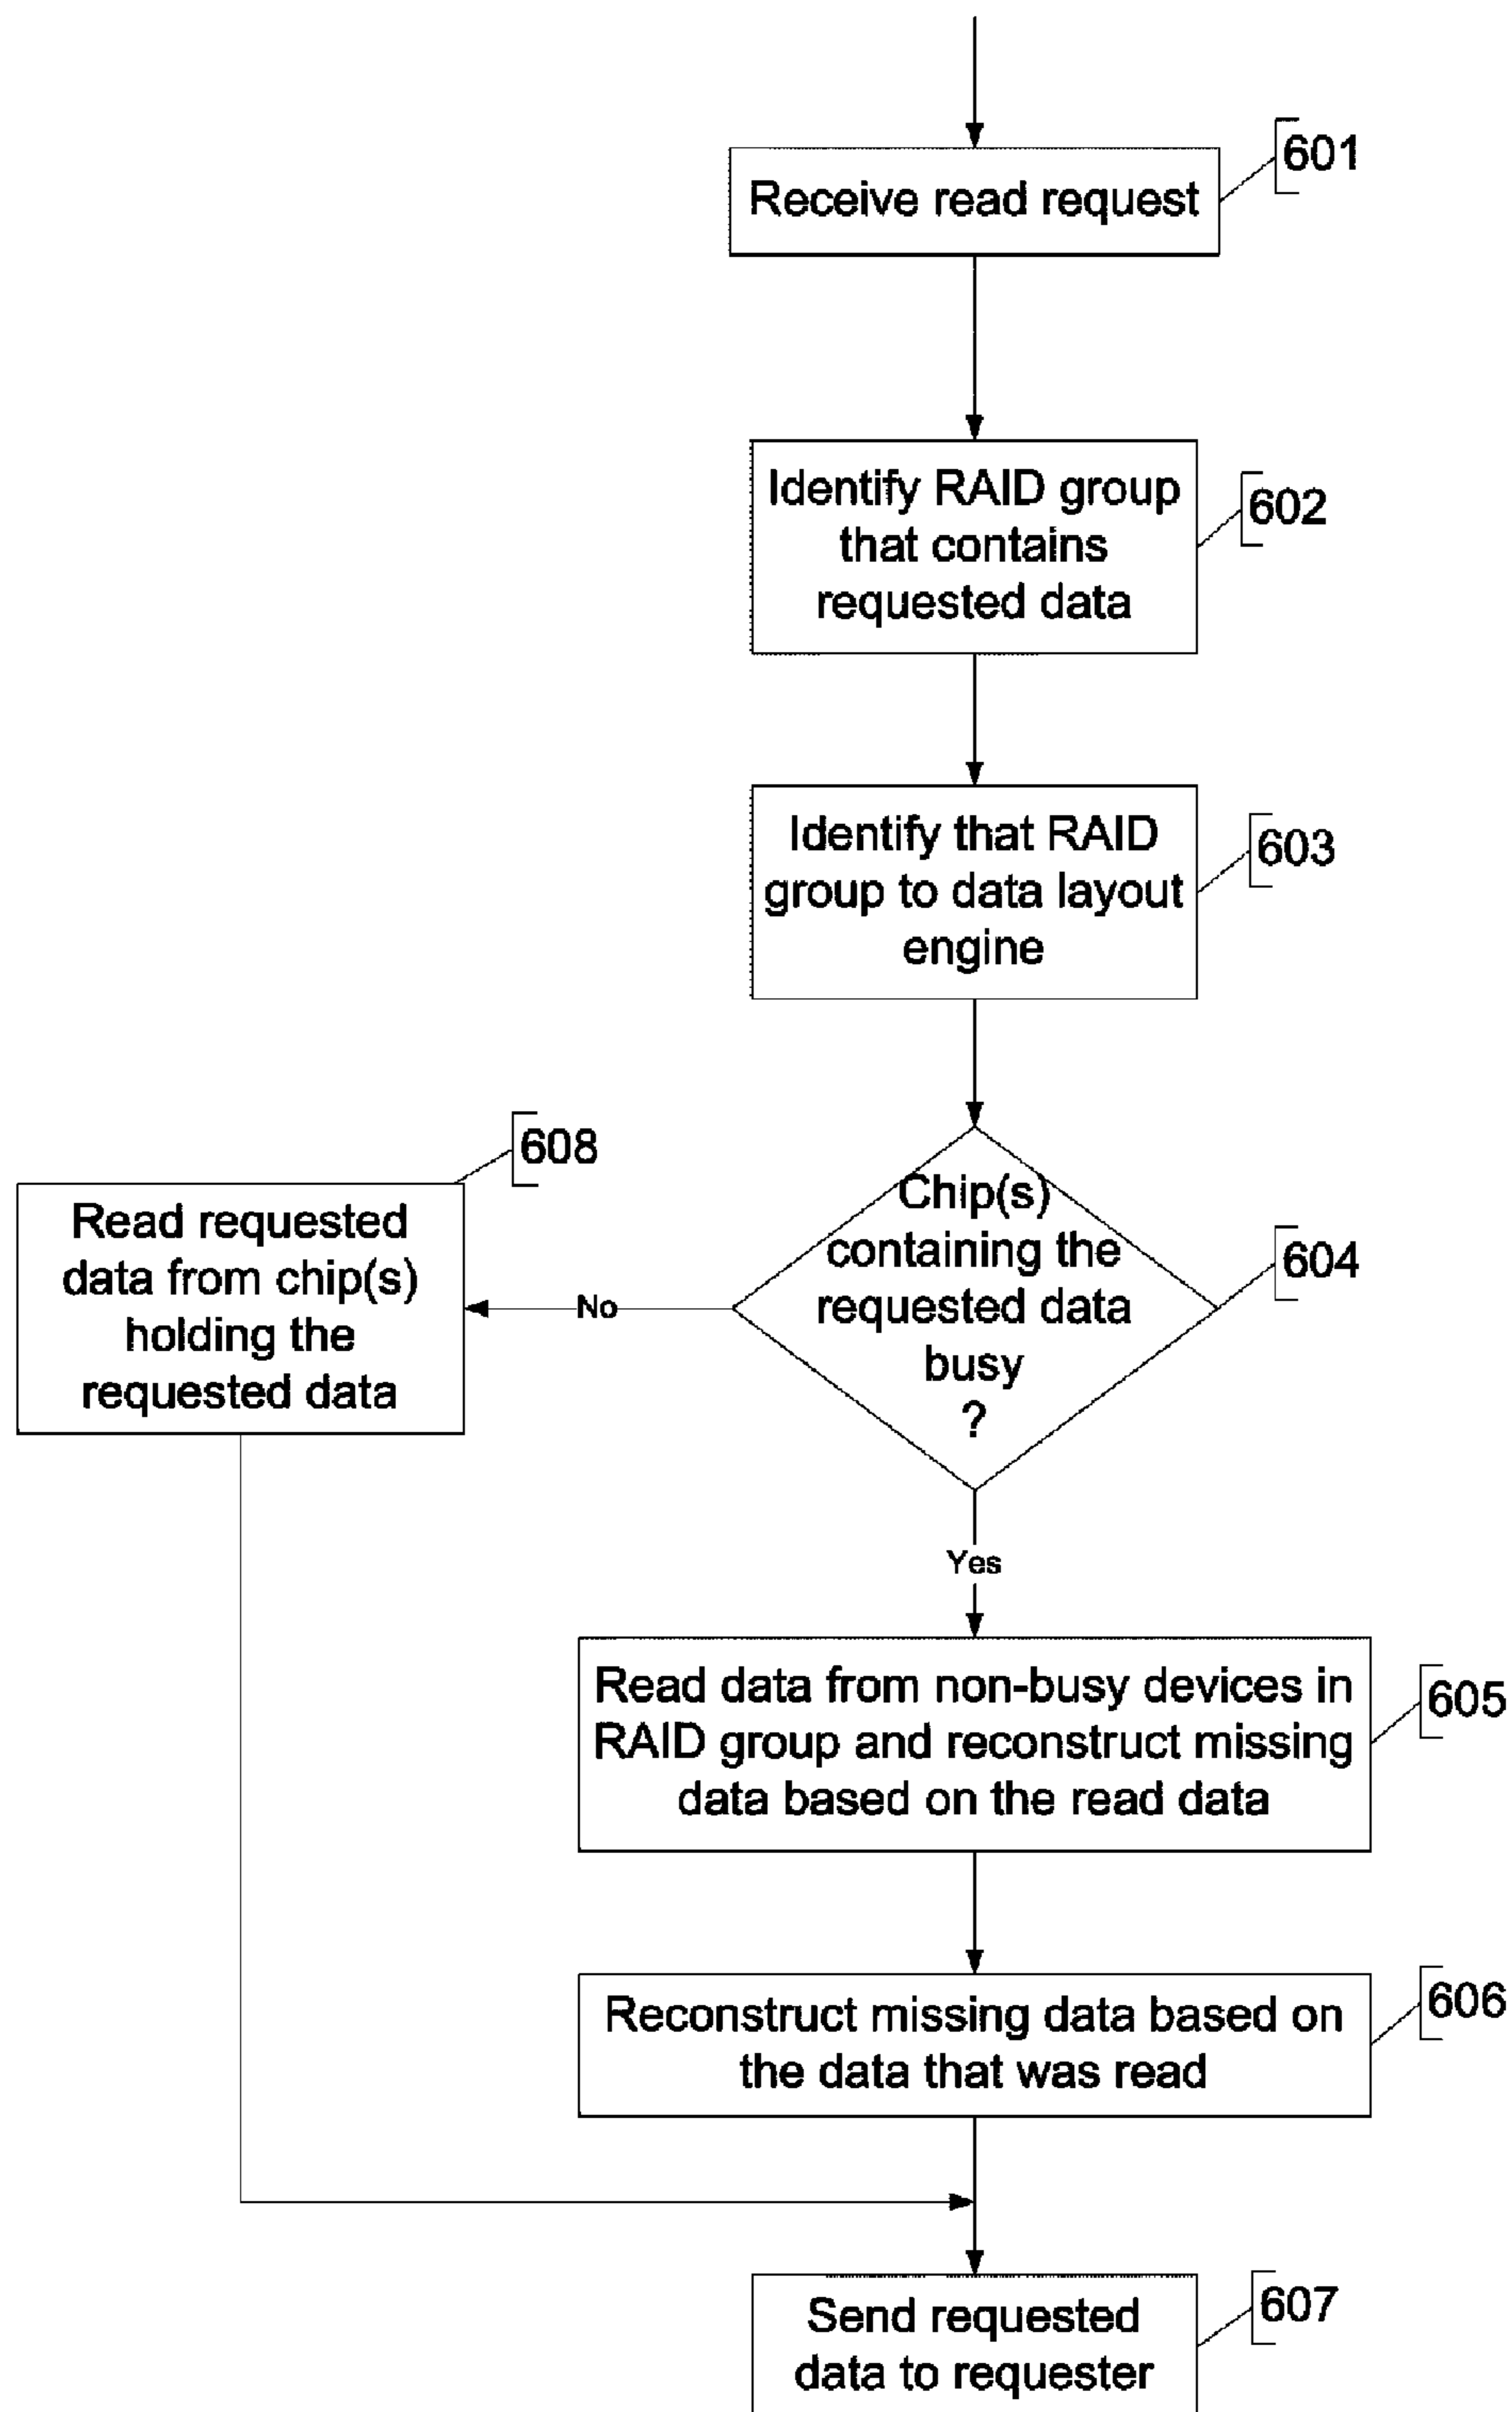 Receive read request
601
Identify RAID group
that contains
requested data
602
Identify that RAID
group to data layout
engine
603
Chip(s)
containing the
requested data
busy
?
604
No
608
Read requested
data from chip(s)
holding the
requested data
Yes
Read data from non-busy devices in
RAID group and reconstruct missing
data based on the read data
605
Reconstruct missing data based on
the data that was read
606
Send requested
data to requester
607